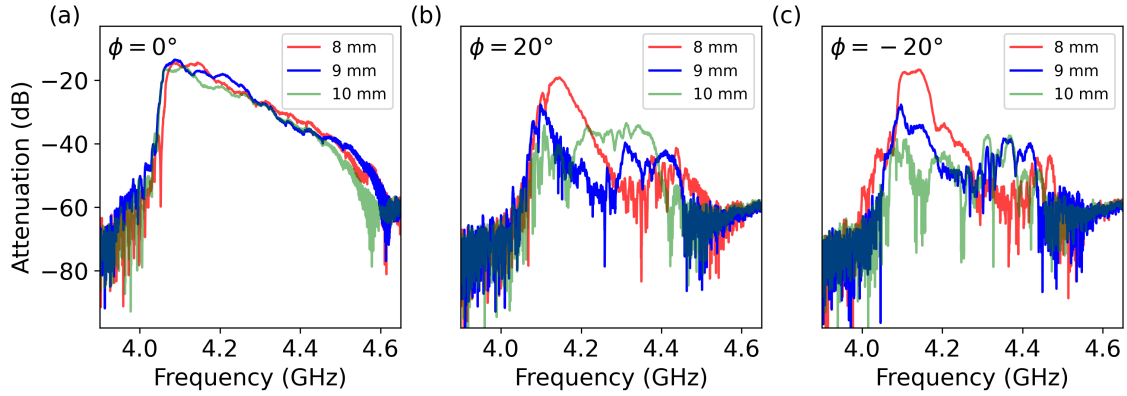 (a)
ϕ = 0°
8 mm
9 mm
10 mm
Attenuation (dB)
−20
−40
−60
−80
4.0
4.2
4.4
4.6
Frequency (GHz)
(b)
ϕ = 20°
8 mm
9 mm
10 mm
4.0
4.2
4.4
4.6
Frequency (GHz)
(c)
ϕ = −20°
8 mm
9 mm
10 mm
4.0
4.2
4.4
4.6
Frequency (GHz)